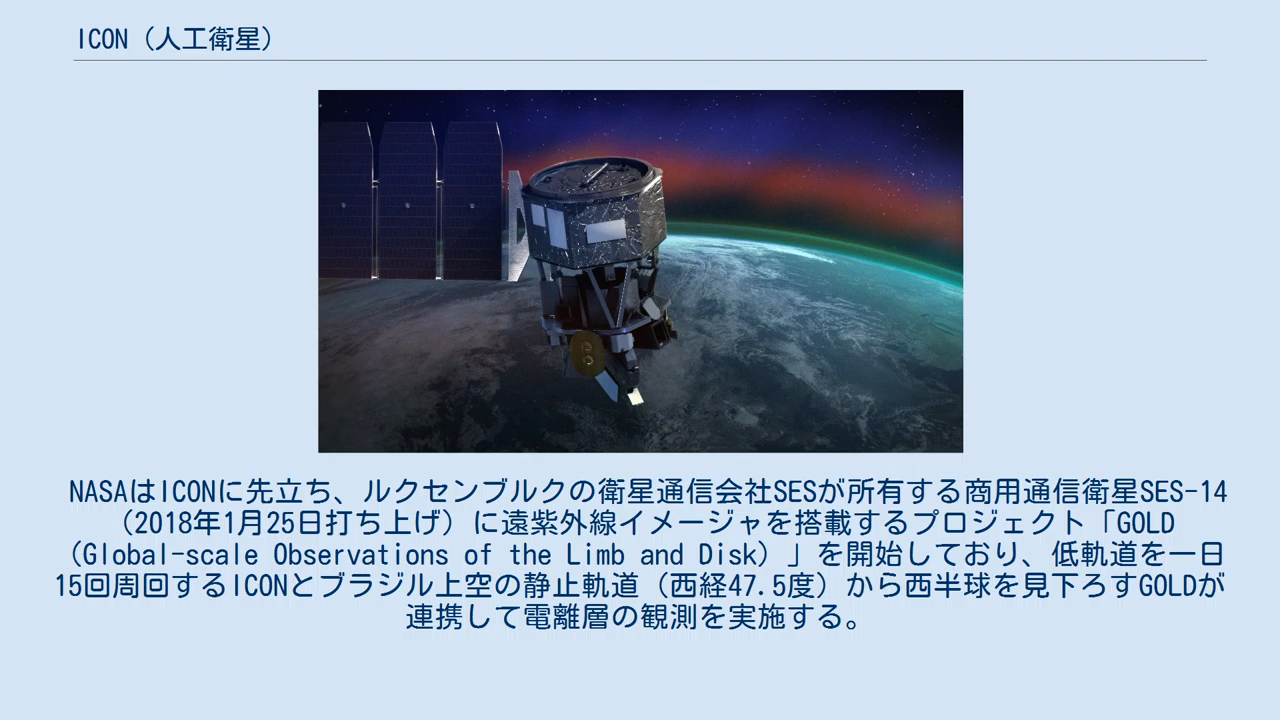 ICON（人工衛星）
NASAはICONに先立ち、ルクセンブルクの衛星通信会社SESが所有する商用通信衛星SES-14
（2018年1月25日打ち上げ）に遠紫外線イメージャを搭載するプロジェクト「GOLD
（Global-scale Observations of the Limb and Disk）」を開始しており、低軌道を一日
15回周回するICONとブラジル上空の静止軌道（西経47.5度）から西半球を見下ろすGOLDが
連携して電離層の観測を実施する。